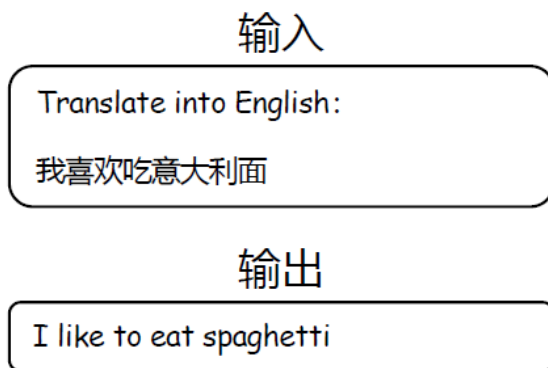 输入
Translate into English:
我喜欢吃意大利面
输出
I like to eat spaghetti